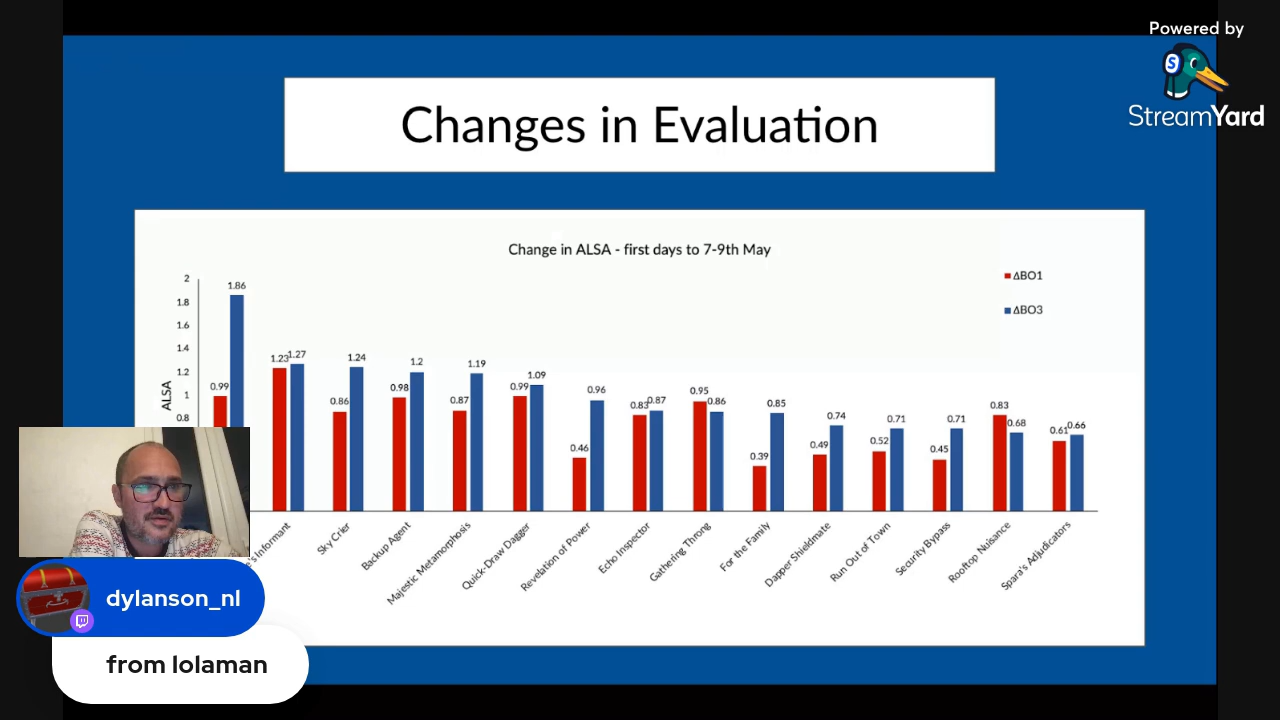 Powered by
StreamYard
Changes in Evaluation
Change in ALSA - first days to 7-9th May
ΔBO1
ΔBO3
ALSA
2
1.8
1.6
1.4
1.2
1
0.8
0.99
1.86
1.23
1.27
0.86
1.24
0.98
1.2
0.87
1.19
0.99
1.09
0.46
0.96
0.83
0.87
0.95
0.86
0.39
0.85
0.49
0.74
0.52
0.71
0.45
0.71
0.83
0.68
0.61
0.66
Informant
Sky Crier
Backup Agent
Majestic Metamorphosis
Quick-Draw Dagger
Revelation of Power
Echo Inspector
Gathering Throng
For the Family
Dapper Shieldmate
Run Out of Town
Security Bypass
Rooftop Nuisance
Spara's Adjudicators
dylanson_nl
from lolaman